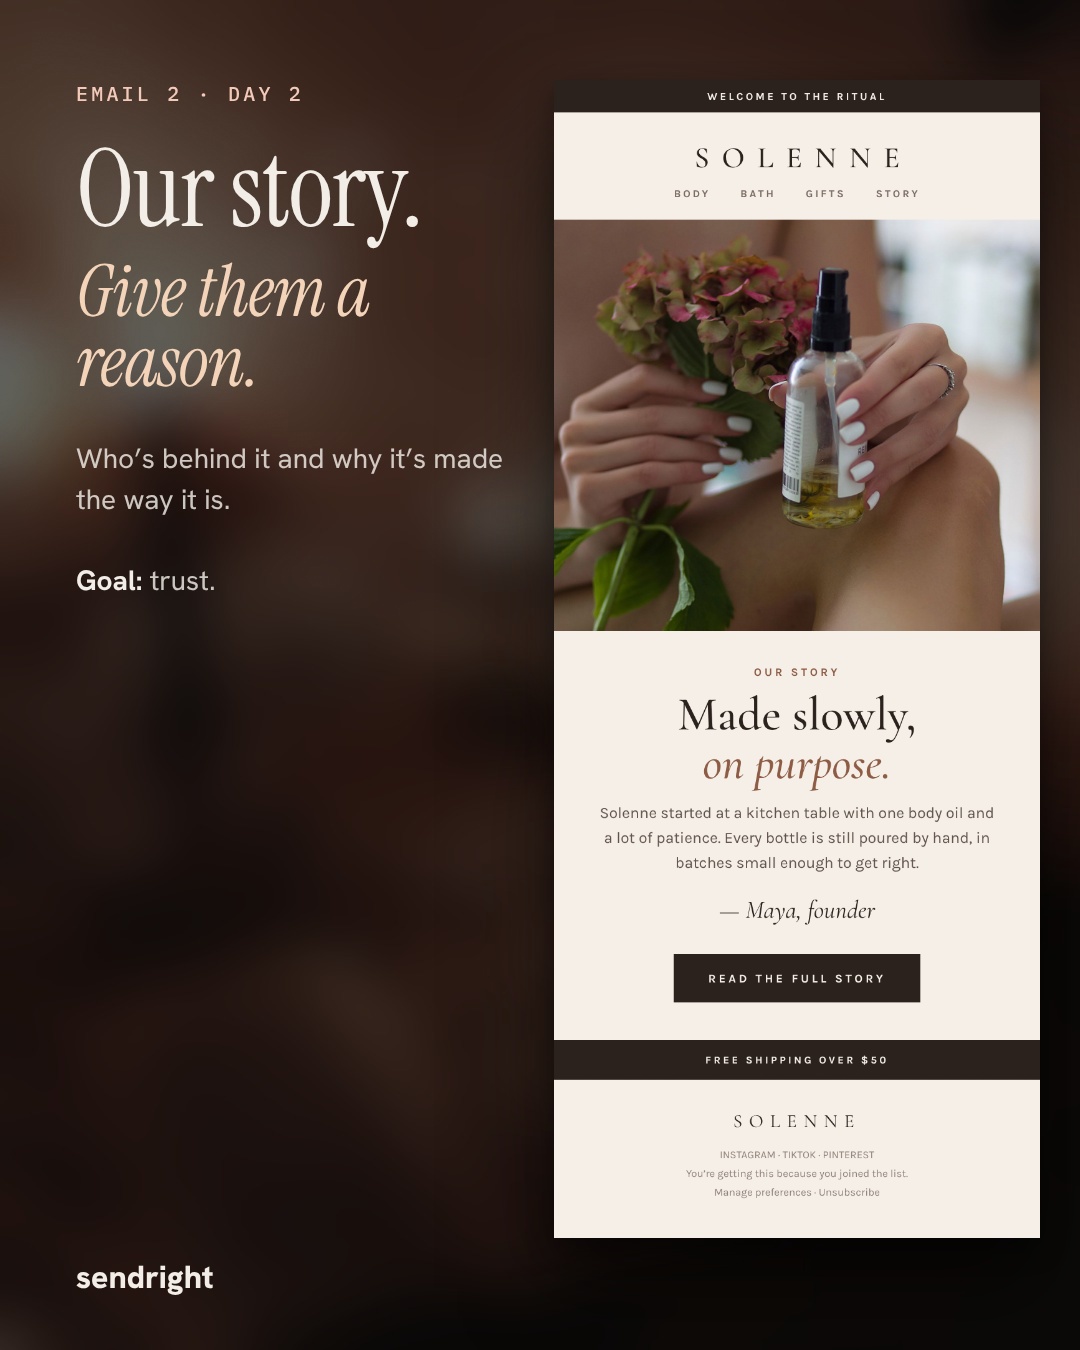 EMAIL 2 · DAY 2
Our story.
Give them a
reason.
Who’s behind it and why it’s made
the way it is.
Goal: trust.
sendright
WELCOME TO THE RITUAL
SOLENNE
BODY BATH GIFTS STORY
OUR STORY
Made slowly,
on purpose.
Solenne started at a kitchen table with one body oil and
a lot of patience. Every bottle is still poured by hand, in
batches small enough to get right.
— Maya, founder
READ THE FULL STORY
FREE SHIPPING OVER $50
SOLENNE
INSTAGRAM · TIKTOK · PINTEREST
You’re getting this because you joined the list.
Manage preferences · Unsubscribe